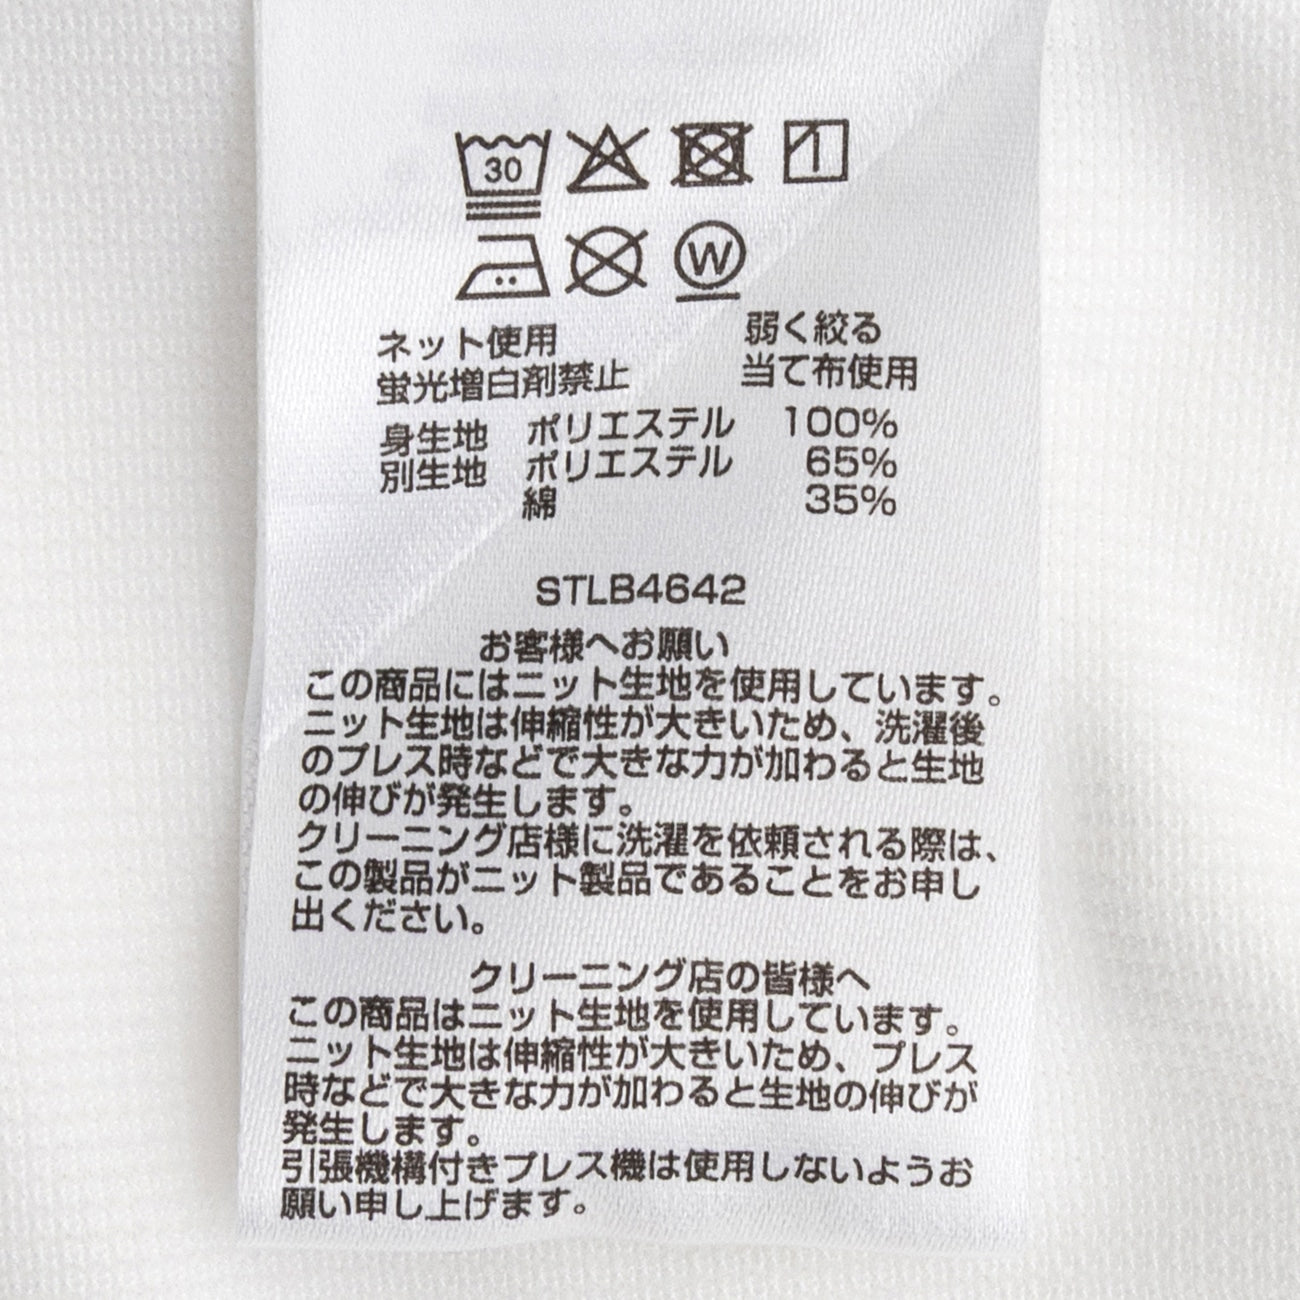 30
W
ネット使用 弱く絞る
蛍光増白剤禁止 当て布使用
身生地 ポリエステル 100%
別生地 ポリエステル 65%
綿 35%
STLB4642
お客様へお願い
この商品にはニット生地を使用しています。
ニット生地は伸縮性が大きいため、洗濯後
のプレス時などで大きな力が加わると生地
の伸びが発生します。
クリーニング店様に洗濯を依頼される際は、
この製品がニット製品であることをお申し
出ください。
クリーニング店の皆様へ
この商品はニット生地を使用しています。
ニット生地は伸縮性が大きいため、プレス
時などで大きな力が加わると生地の伸びが
発生します。
引張機構付きプレス機は使用しないようお
願い申し上げます。